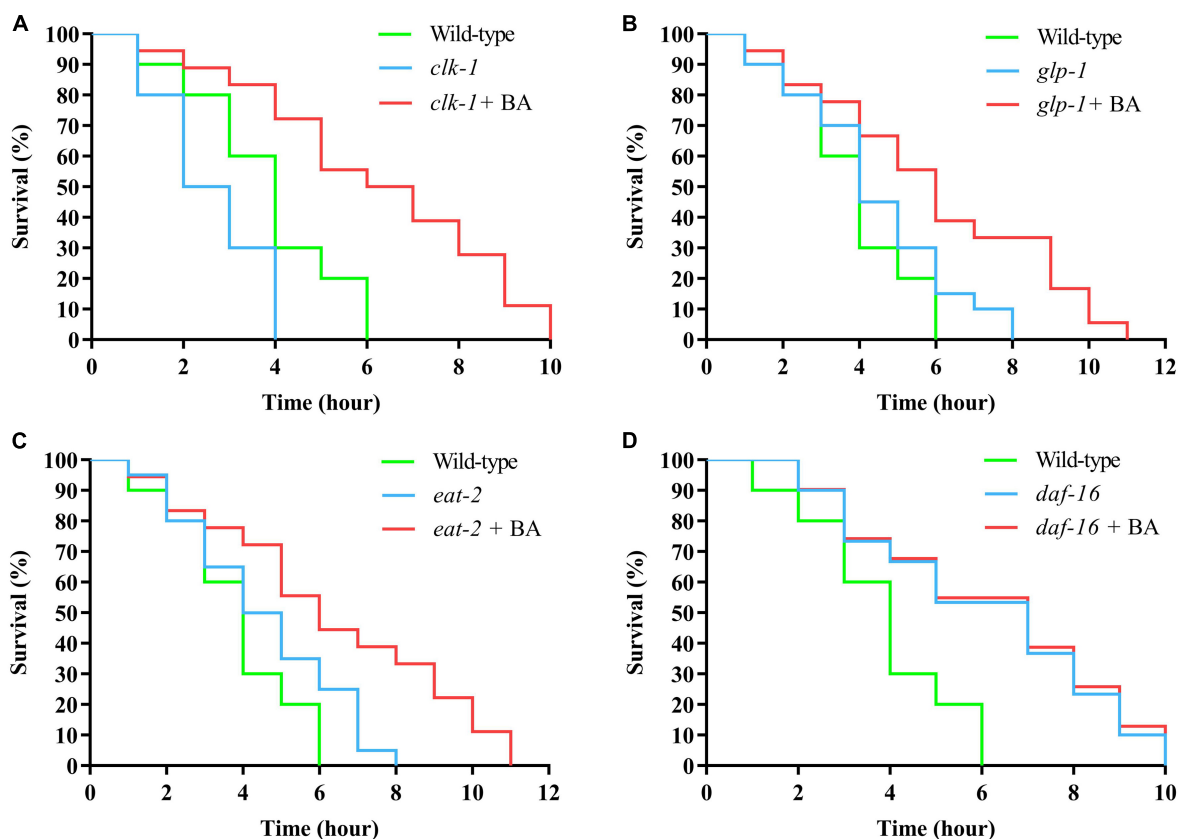 A
Survival (%)
100
90
80
70
60
50
40
30
20
10
0
Wild-type
clk-1
clk-1+ BA
0 2 4 6 8 10
Time (hour)
B
Survival (%)
100
90
80
70
60
50
40
30
20
10
0
Wild-type
glp-1
glp-1+ BA
0 2 4 6 8 10 12
Time (hour)
C
Survival (%)
100
90
80
70
60
50
40
30
20
10
0
Wild-type
eat-2
eat-2 + BA
0 2 4 6 8 10 12
Time (hour)
D
Survival (%)
100
90
80
70
60
50
40
30
20
10
0
Wild-type
daf-16
daf-16 + BA
0 2 4 6 8 10
Time (hour)